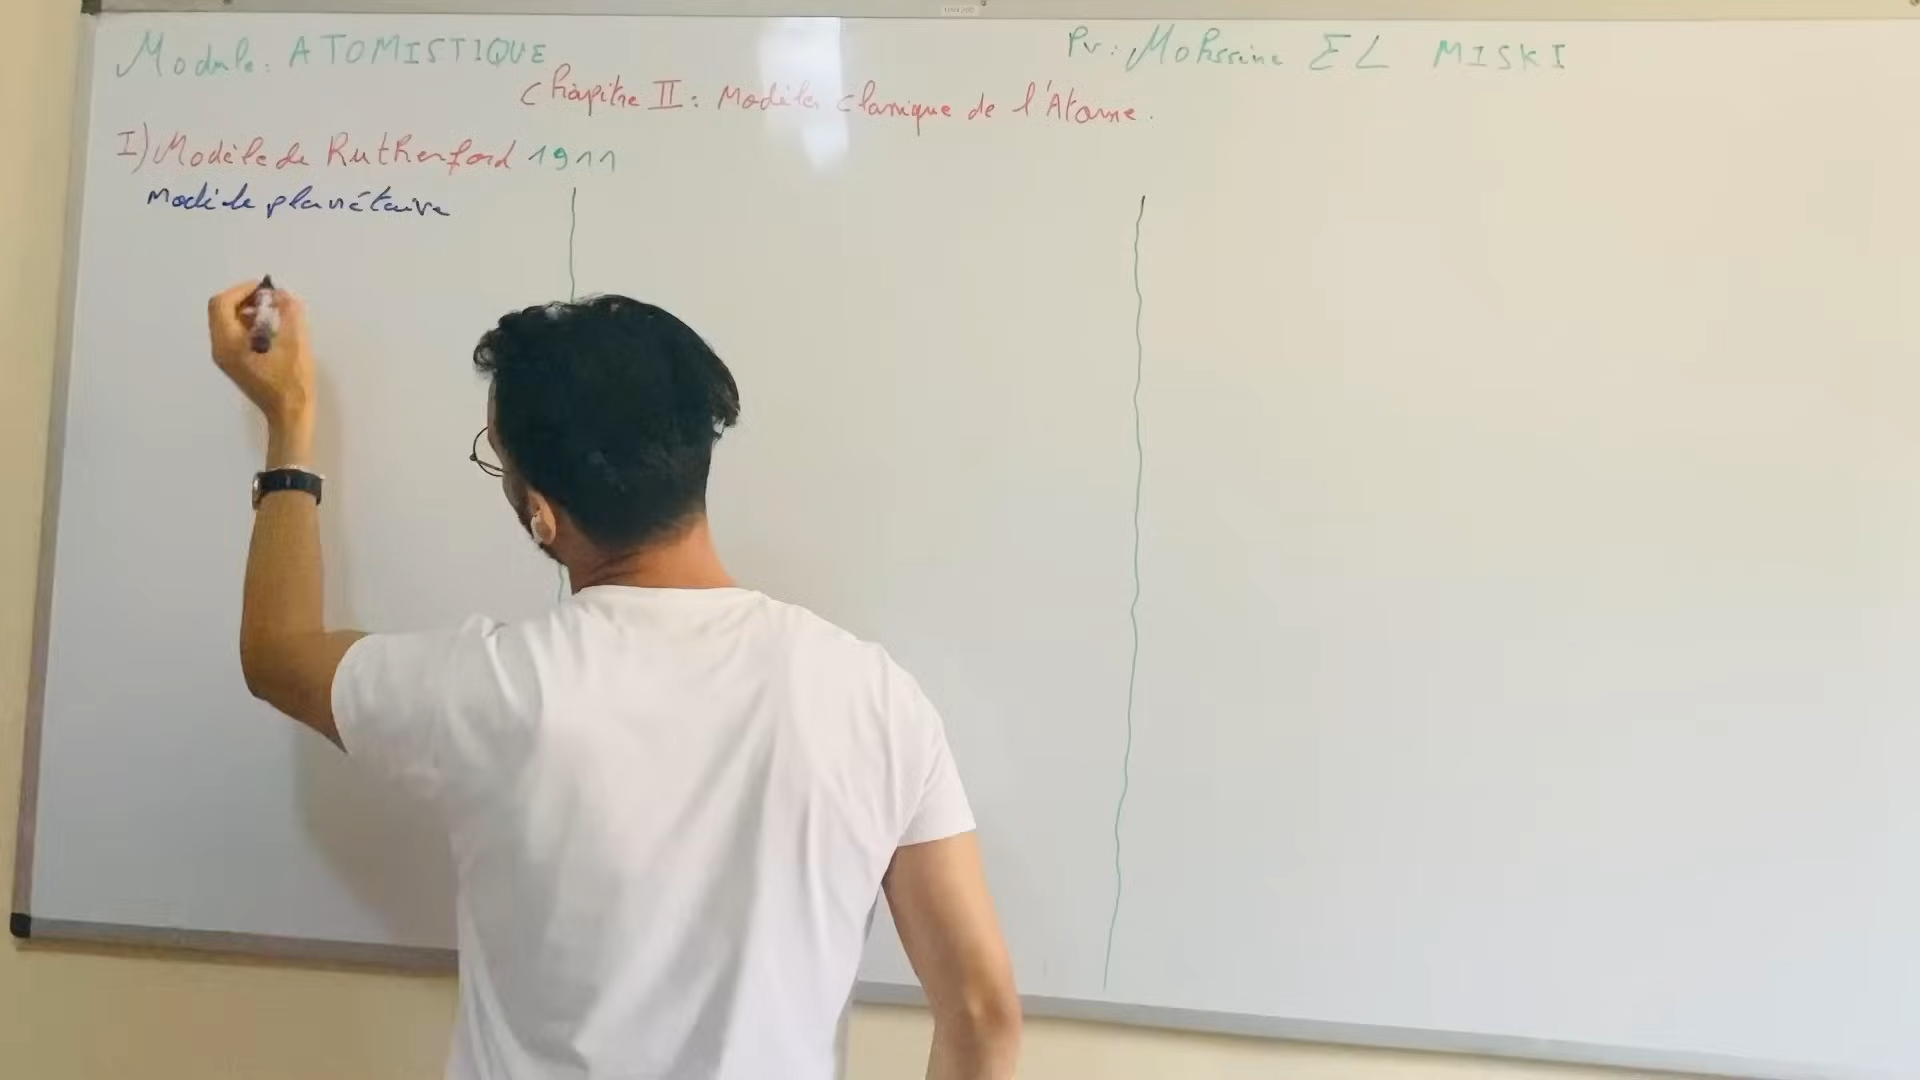 Module: ATOMISTIQUE
Pr: Mohssine EL MISKI
Chapitre II: Modèles classique de l'Atome.
I) Modèle de Rutherford 1911
Modèle planétaire